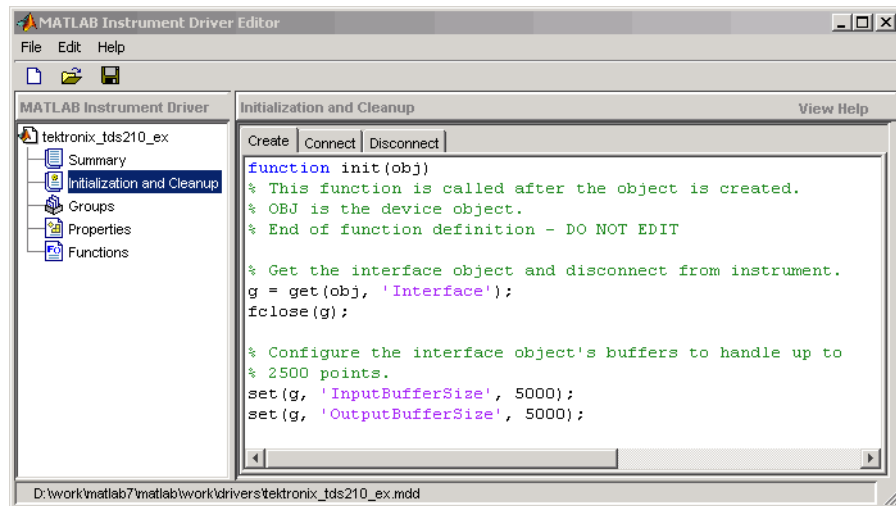 MATLAB Instrument Driver Editor
File Edit Help
MATLAB Instrument Driver
Initialization and Cleanup View Help
tektronix_tds210_ex
Summary
Initialization and Cleanup
Groups
Properties
Functions
Create Connect Disconnect
function init(obj)
% This function is called after the object is created.
% OBJ is the device object.
% End of function definition - DO NOT EDIT
% Get the interface object and disconnect from instrument.
g = get(obj, 'Interface');
fclose(g);
% Configure the interface object's buffers to handle up to
% 2500 points.
set(g, 'InputBufferSize', 5000);
set(g, 'OutputBufferSize', 5000);
D:\work\matlab7\matlab\work\drivers\tektronix_tds210_ex.mdd